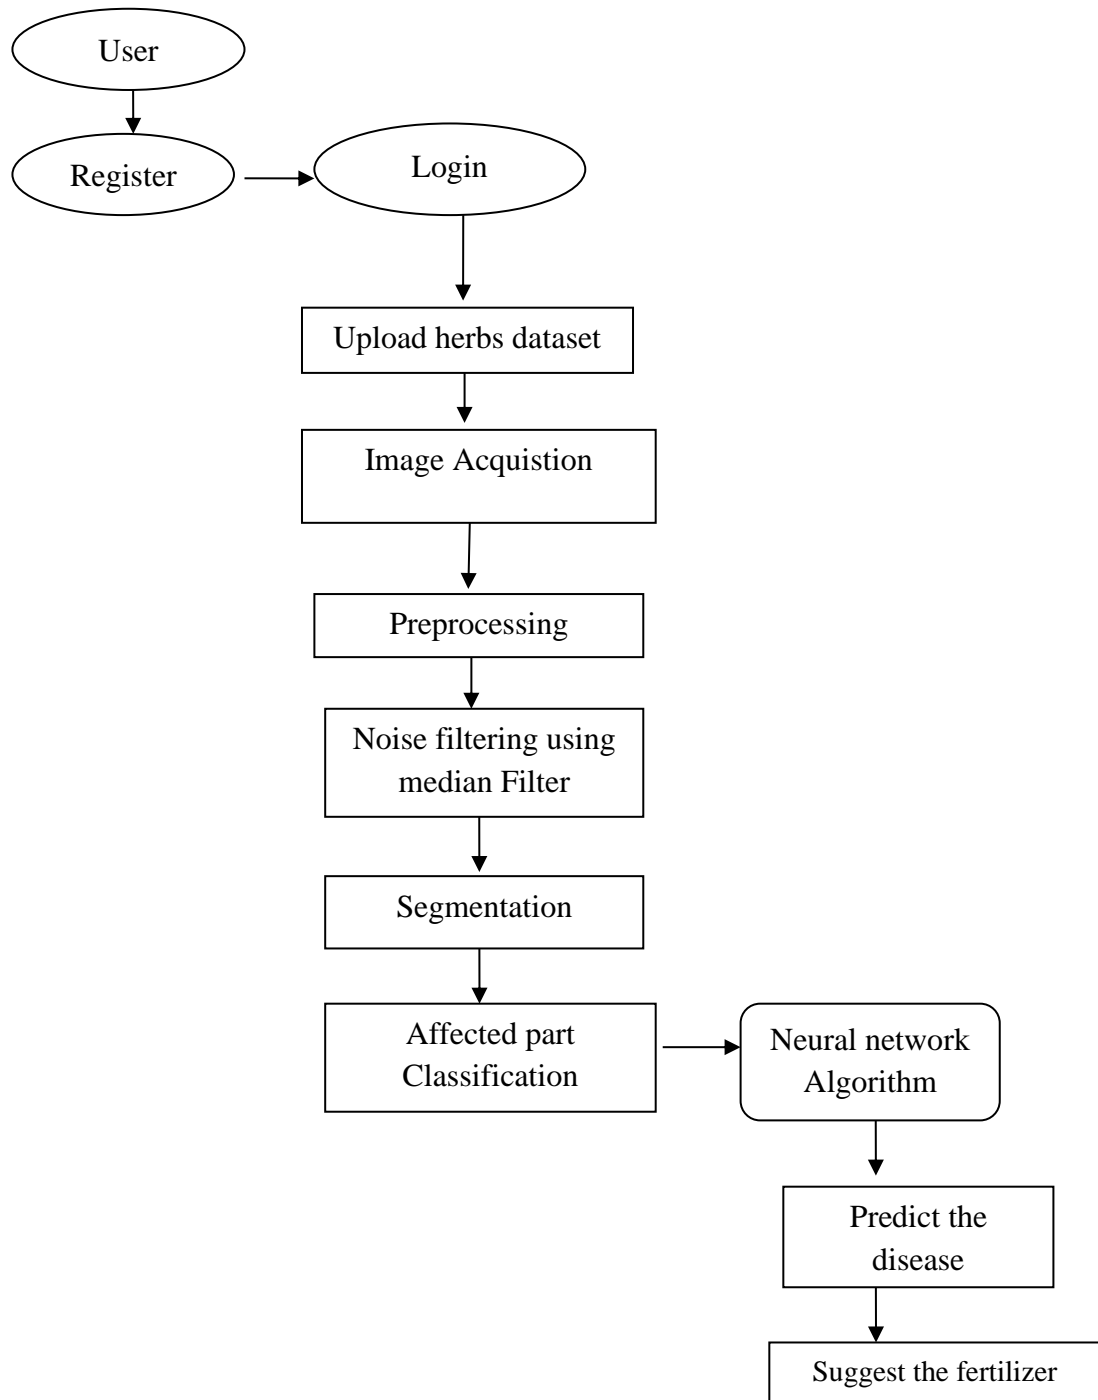 User
Register
Login
Upload herbs dataset
Image Acquistion
Preprocessing
Noise filtering using
median Filter
Segmentation
Affected part
Classification
Neural network
Algorithm
Predict the
disease
Suggest the fertilizer